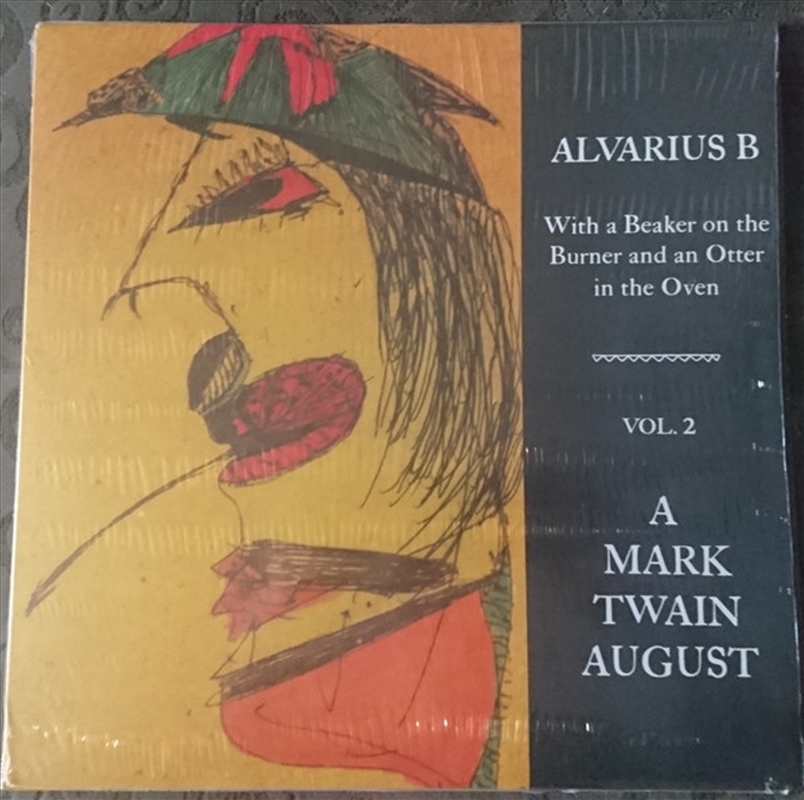 ALVARIUS B
With a Beaker on the
Burner and an Otter
in the Oven
VOL. 2
A
MARK
TWAIN
AUGUST